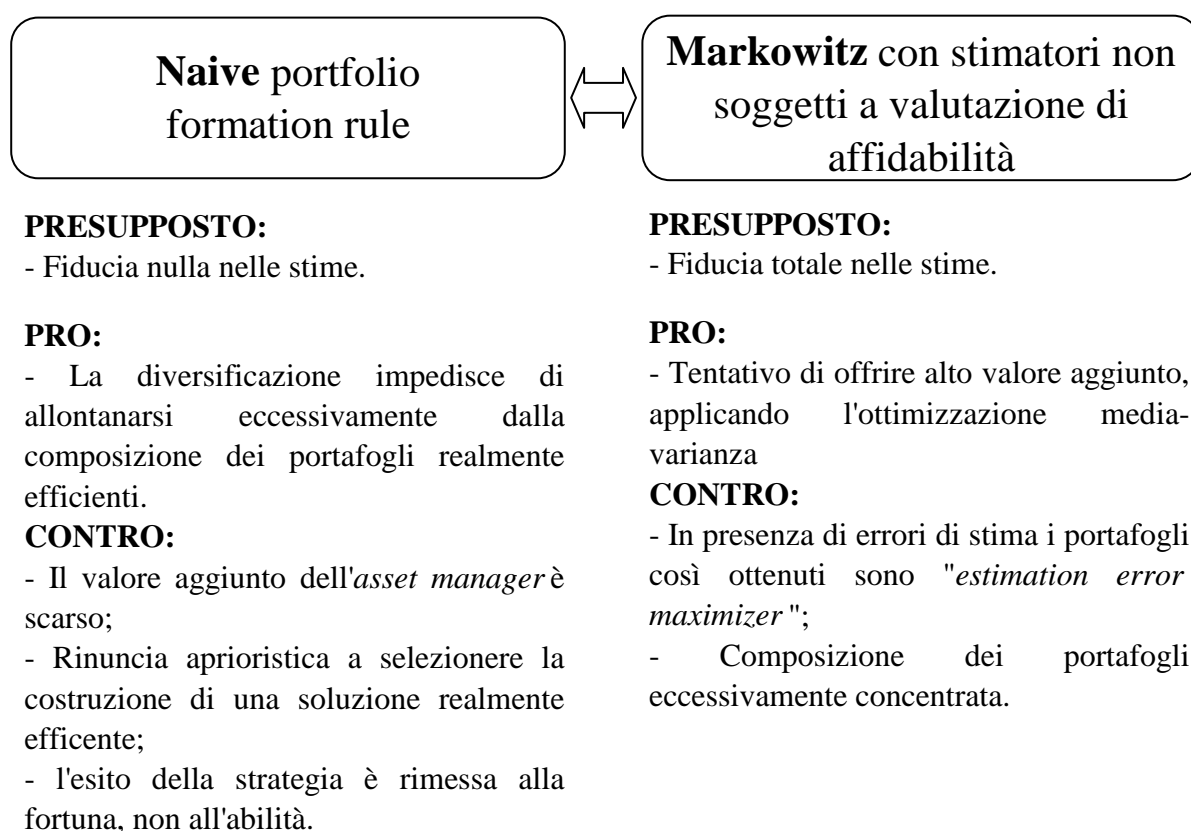 Naive portfolio
formation rule
Markowitz con stimatori non
soggetti a valutazione di
affidabilità
PRESUPPOSTO:
- Fiducia nulla nelle stime.
PRO:
- La diversificazione impedisce di
allontanarsi eccessivamente dalla
composizione dei portafogli realmente
efficienti.
CONTRO:
- Il valore aggiunto dell'asset manager è
scarso;
- Rinuncia aprioristica a selezionere la
costruzione di una soluzione realmente
efficente;
- l'esito della strategia è rimessa alla
fortuna, non all'abilità.
PRESUPPOSTO:
- Fiducia totale nelle stime.
PRO:
- Tentativo di offrire alto valore aggiunto,
applicando l'ottimizzazione media-
varianza
CONTRO:
- In presenza di errori di stima i portafogli
così ottenuti sono "estimation error
maximizer";
- Composizione dei portafogli
eccessivamente concentrata.